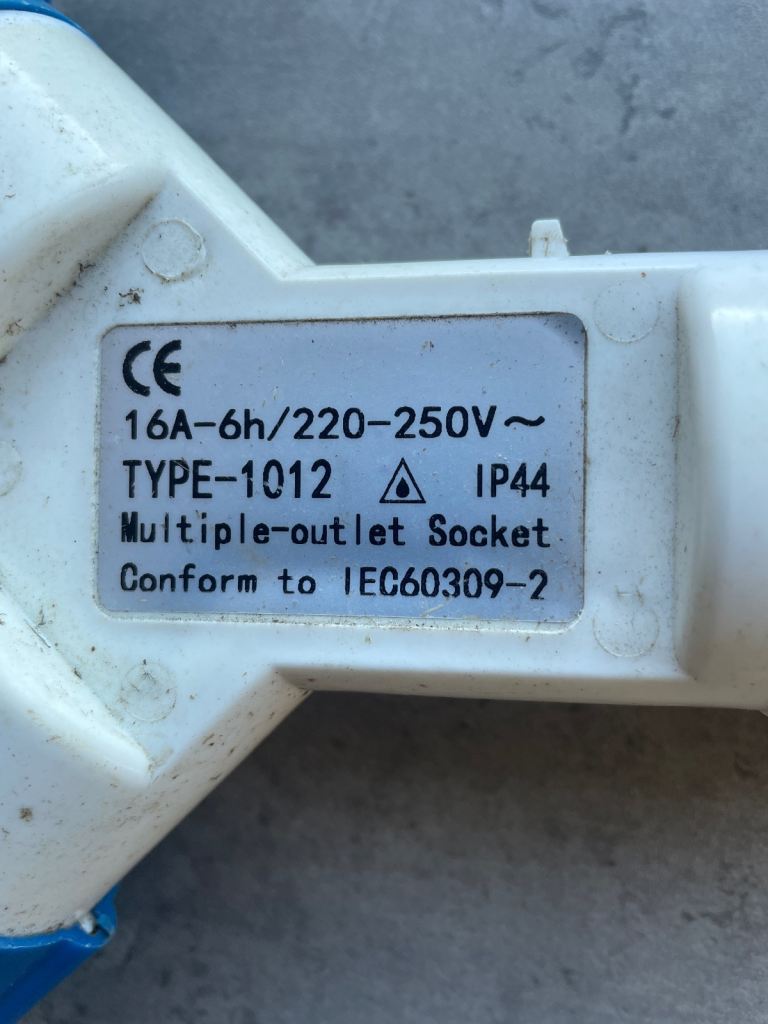 CE
16A-6h/220-250V~
TYPE-1012 IP44
Multiple-outlet Socket
Conform to IEC60309-2